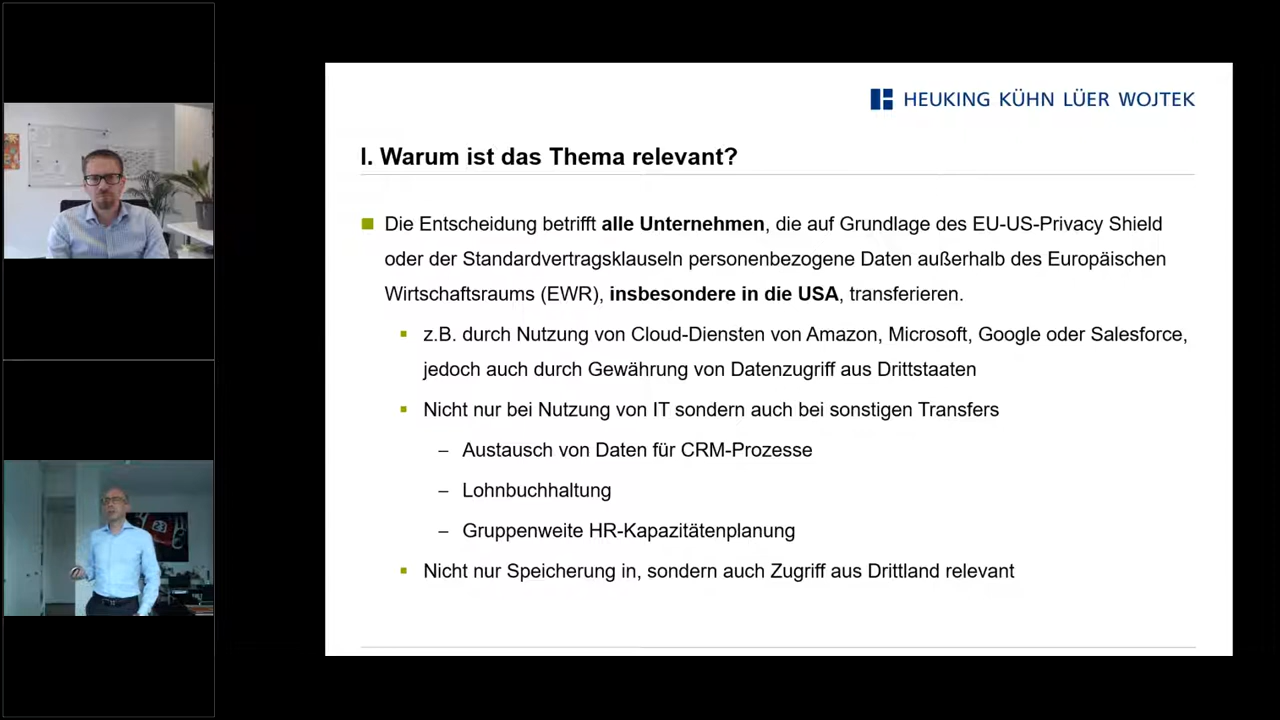 HEUKING KÜHN LÜER WOJTEK
I. Warum ist das Thema relevant?
Die Entscheidung betrifft alle Unternehmen, die auf Grundlage des EU-US-Privacy Shield
oder der Standardvertragsklauseln personenbezogene Daten außerhalb des Europäischen
Wirtschaftsraums (EWR), insbesondere in die USA, transferieren.
z.B. durch Nutzung von Cloud-Diensten von Amazon, Microsoft, Google oder Salesforce,
jedoch auch durch Gewährung von Datenzugriff aus Drittstaaten
Nicht nur bei Nutzung von IT sondern auch bei sonstigen Transfers
– Austausch von Daten für CRM-Prozesse
– Lohnbuchhaltung
– Gruppenweite HR-Kapazitätenplanung
Nicht nur Speicherung in, sondern auch Zugriff aus Drittland relevant